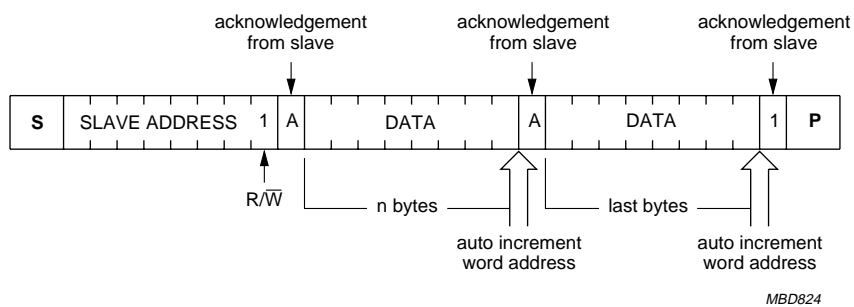 acknowledgement
from slave
acknowledgement
from slave
acknowledgement
from slave
S SLAVE ADDRESS 1 A DATA A DATA 1 P
R/W̅
n bytes
last bytes
auto increment
word address
auto increment
word address
MBD824